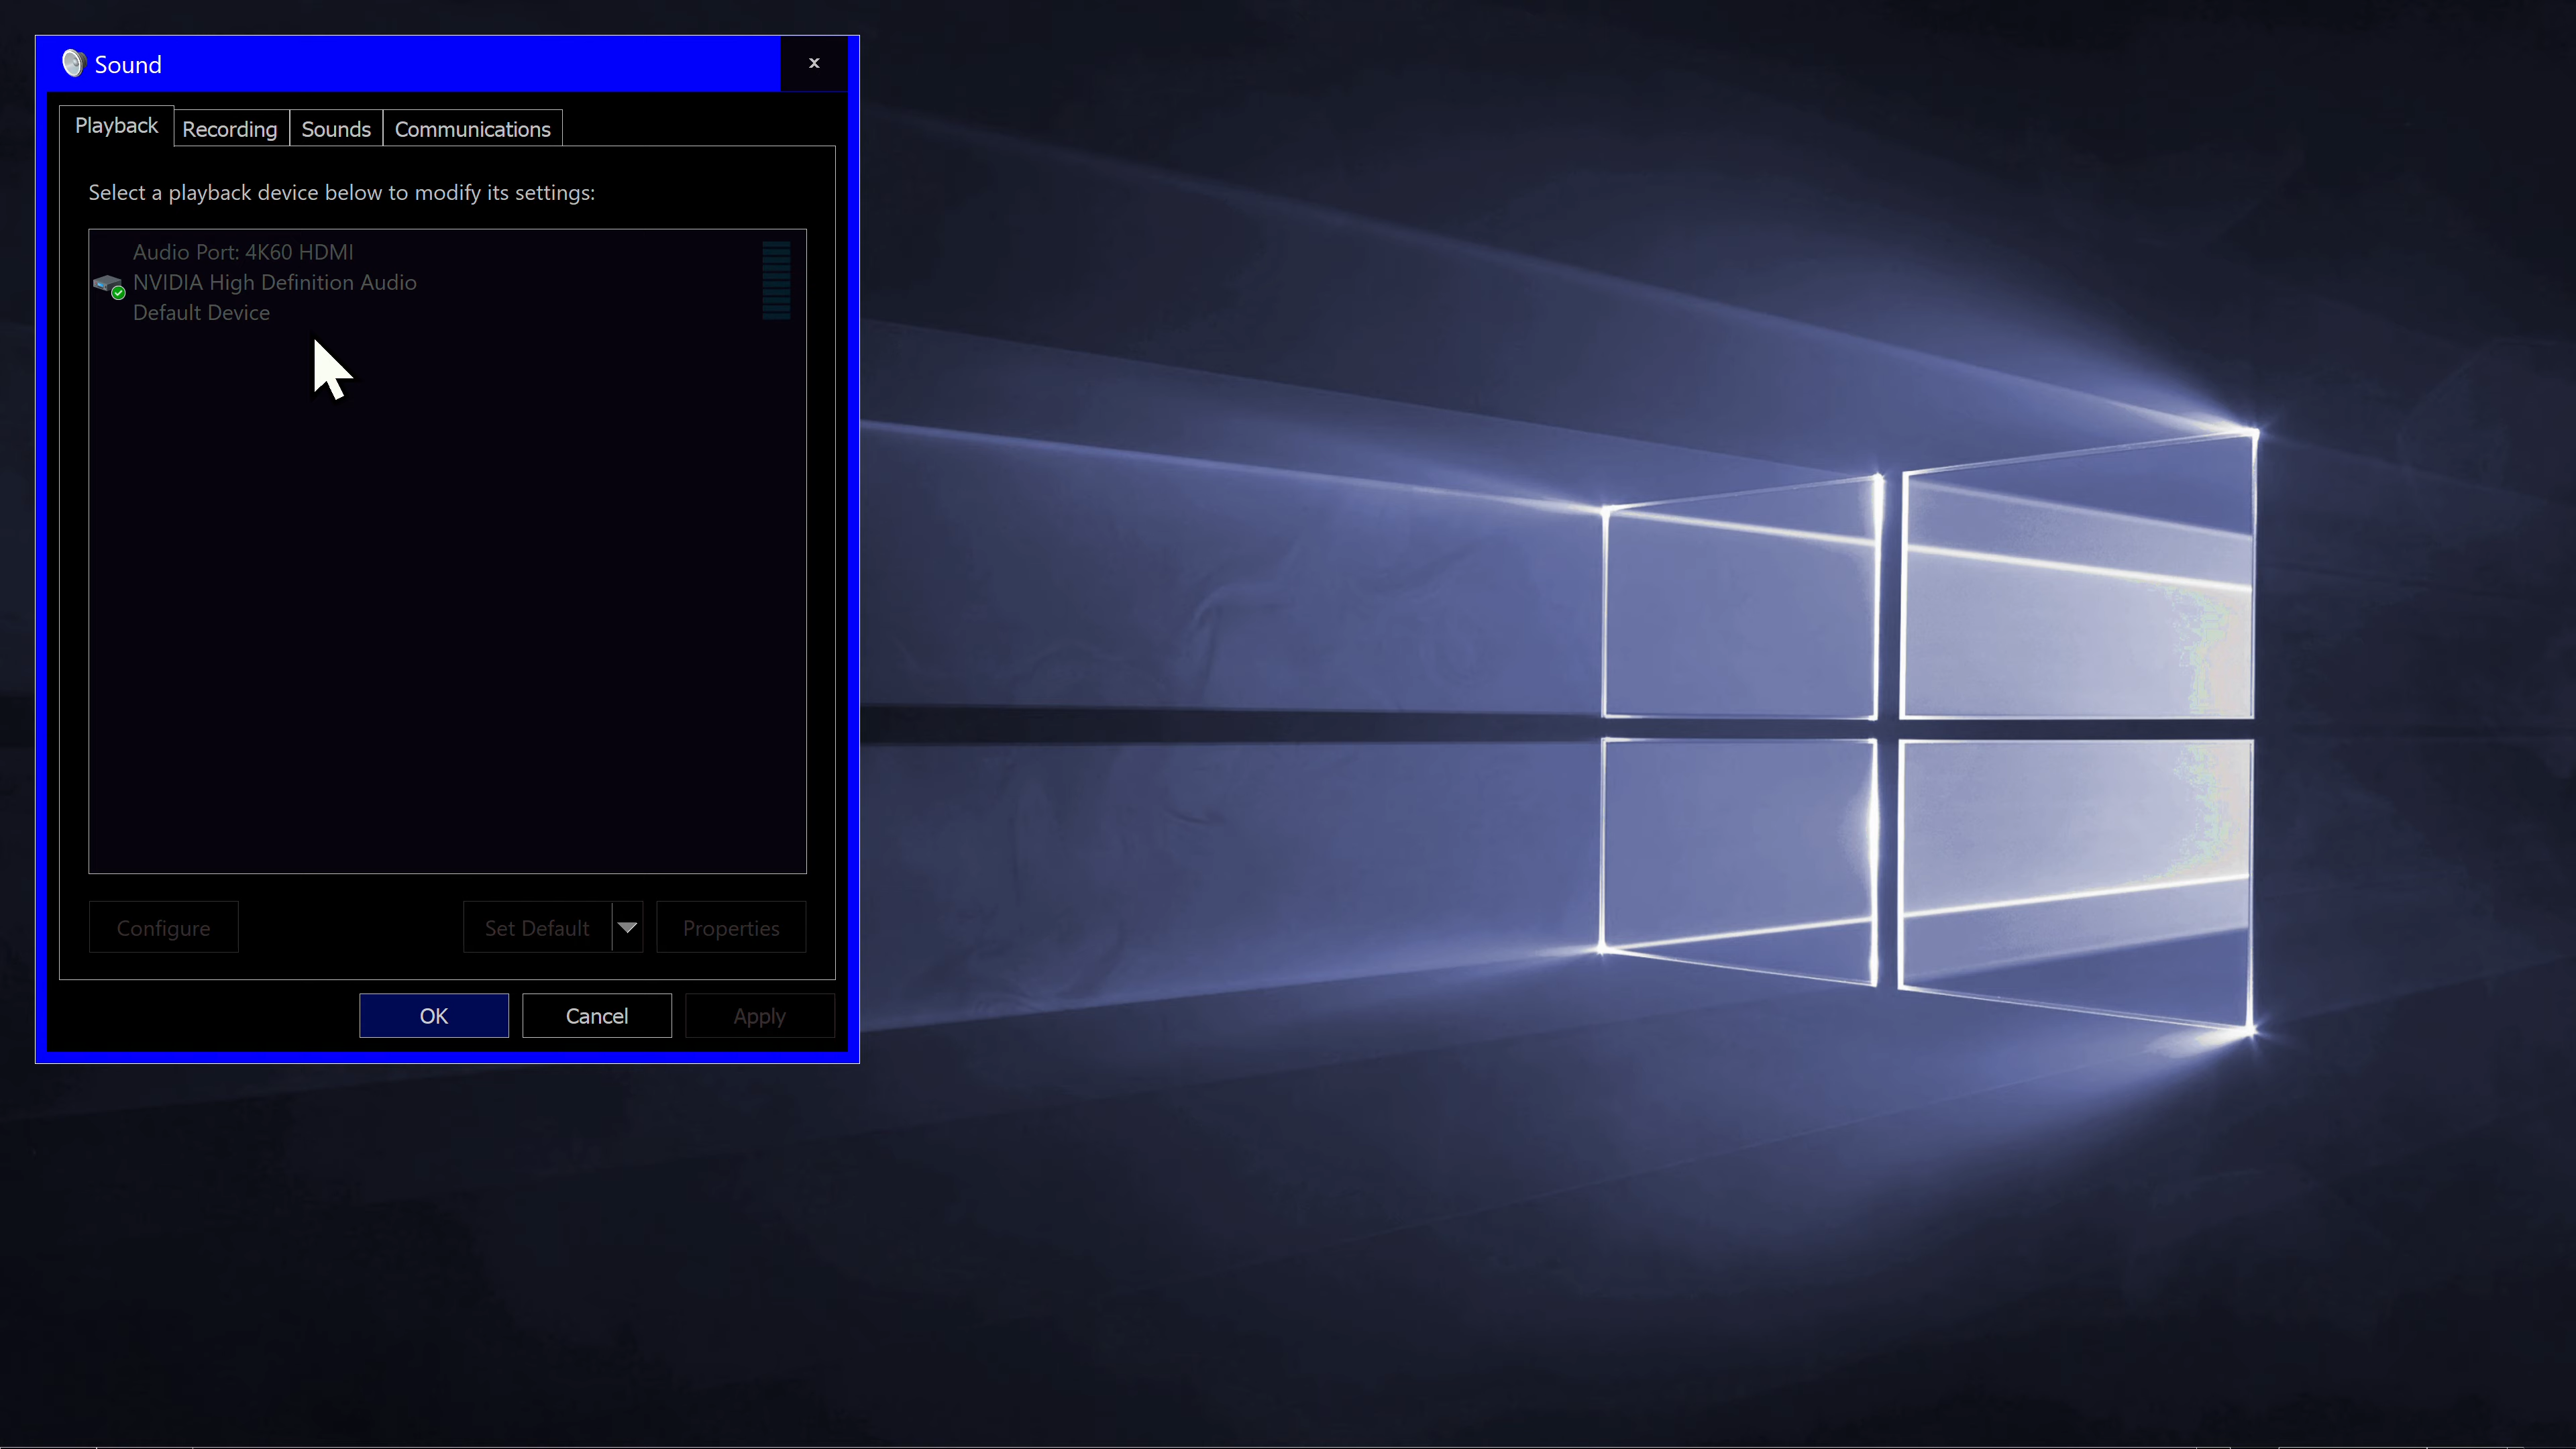 Sound
x
Playback
Recording
Sounds
Communications
Select a playback device below to modify its settings:
Audio Port: 4K60 HDMI
NVIDIA High Definition Audio
Default Device
Configure
Set Default
Properties
OK
Cancel
Apply